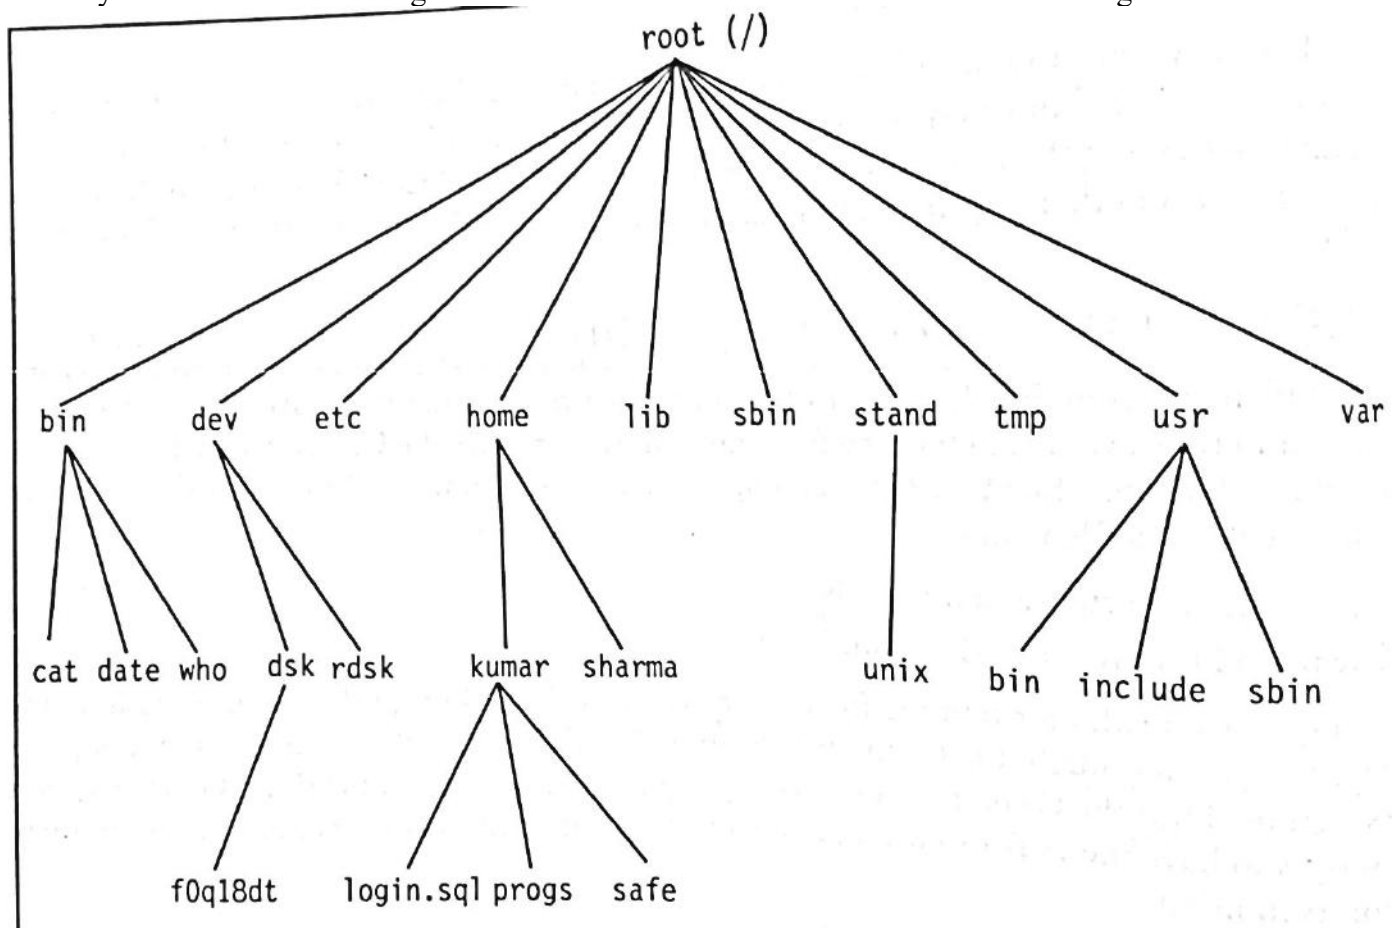 root (/)
bin dev etc home lib sbin stand tmp usr var
cat date who dsk rdsk kumar sharma unix bin include sbin
f0q18dt login.sql progs safe